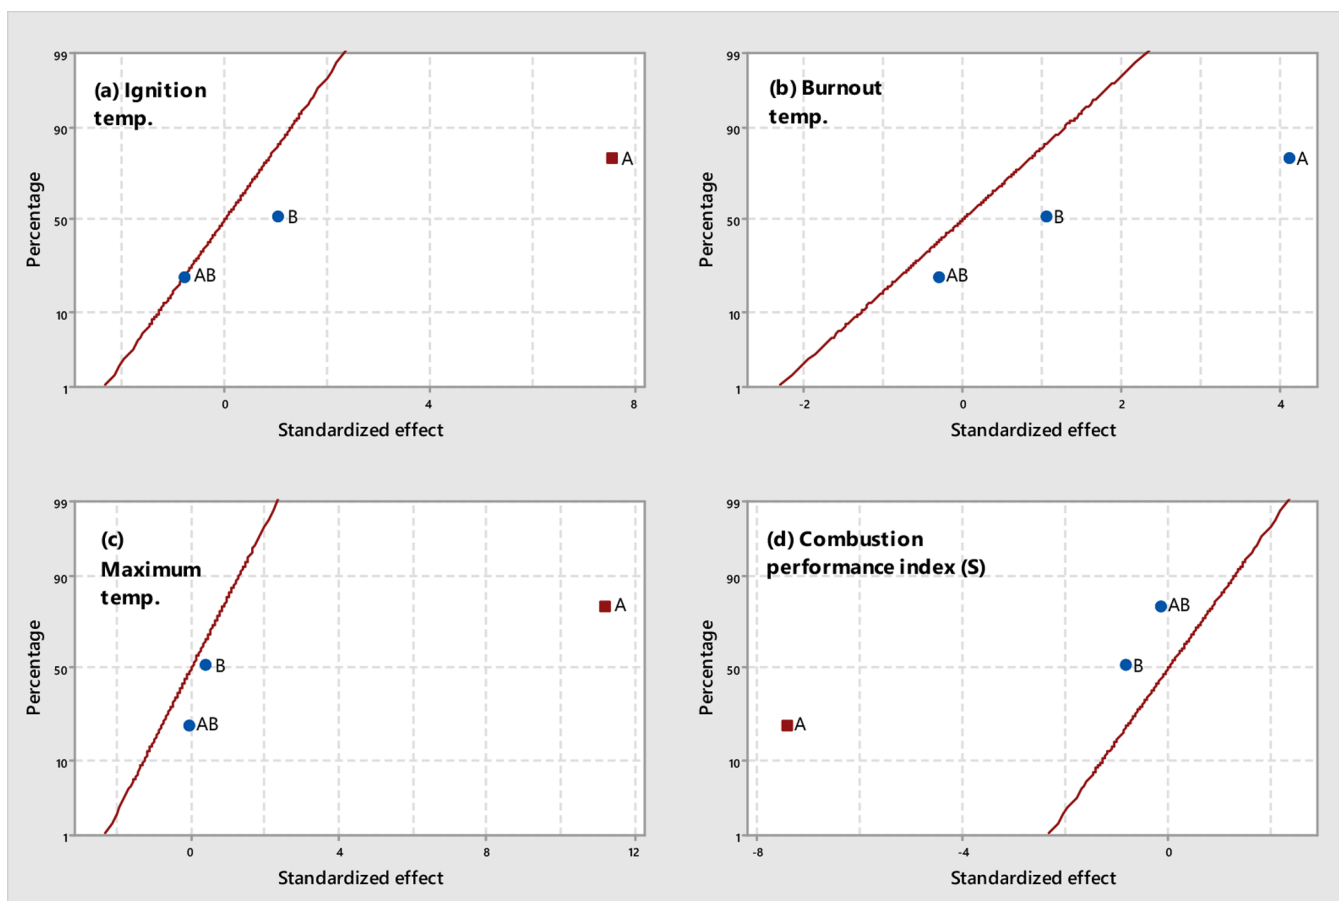 99
(a) Ignition
temp.
90
A
Percentage
50
B
AB
10
1
0
4
8
Standardized effect
99
(b) Burnout
temp.
90
A
Percentage
50
B
AB
10
1
-2
0
2
4
Standardized effect
99
(c)
Maximum
temp.
90
A
Percentage
50
B
AB
10
1
0
4
8
12
Standardized effect
99
(d) Combustion
performance index (S)
90
AB
Percentage
50
B
A
10
1
-8
-4
0
Standardized effect